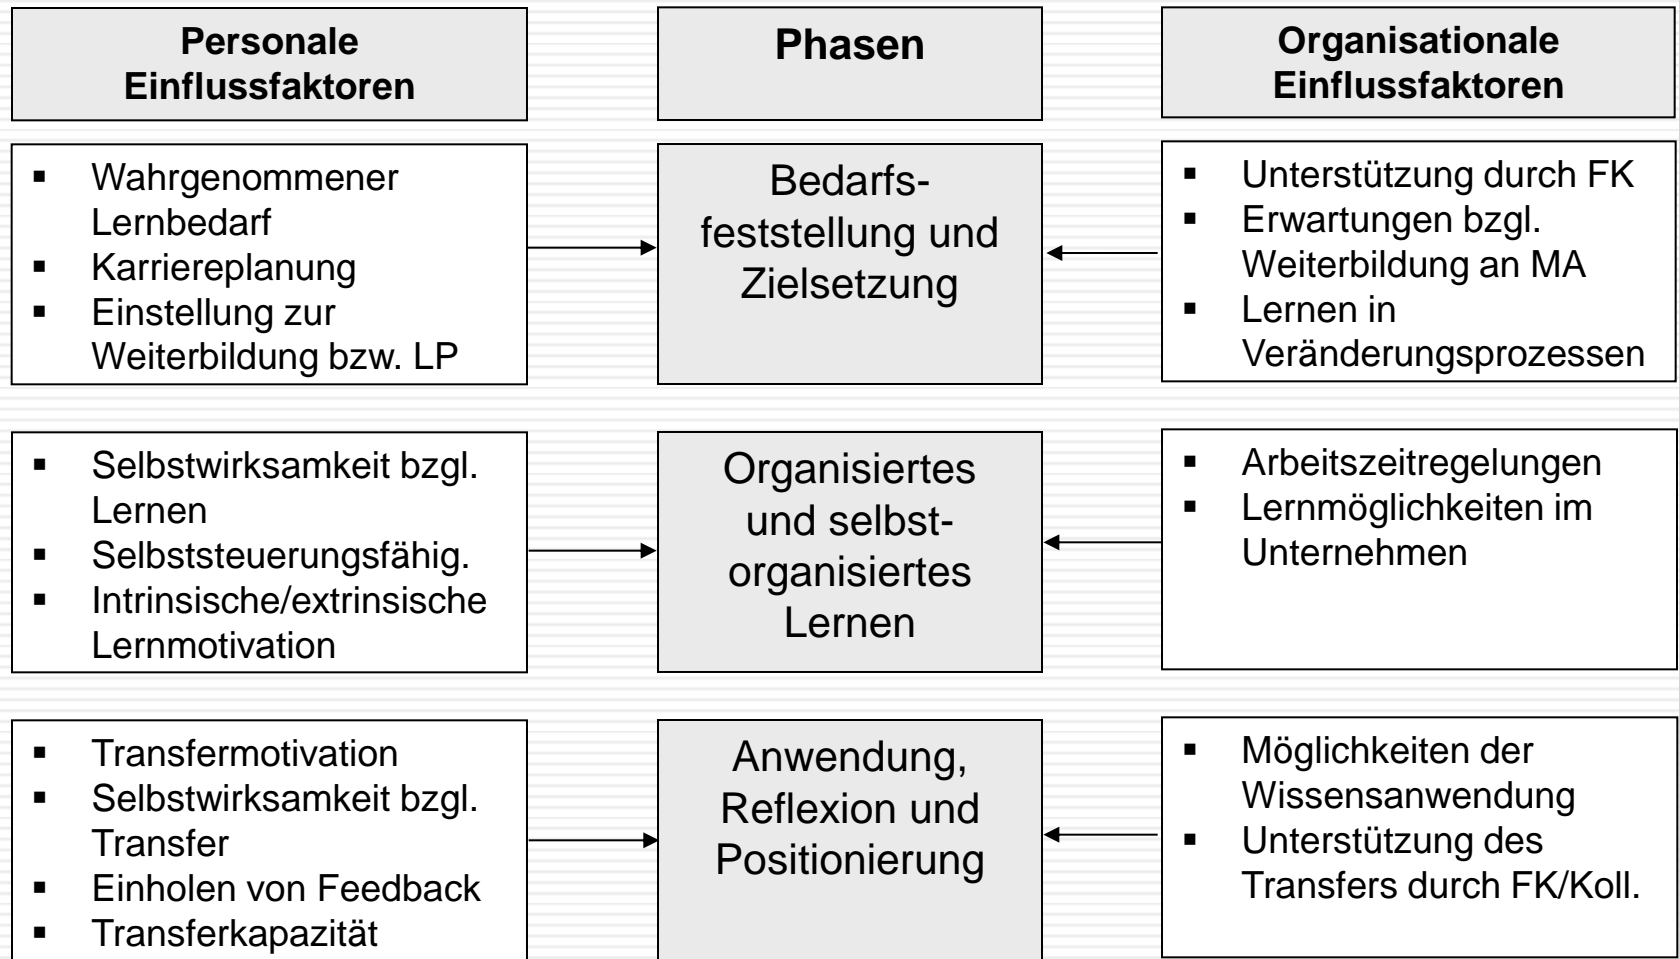 Personale
Einflussfaktoren
Phasen
Organisationale
Einflussfaktoren
▪ Wahrgenommener
Lernbedarf
▪ Karriereplanung
▪ Einstellung zur
Weiterbildung bzw. LP
Bedarfs-
feststellung und
Zielsetzung
▪ Unterstützung durch FK
▪ Erwartungen bzgl.
Weiterbildung an MA
▪ Lernen in
Veränderungsprozessen
▪ Selbstwirksamkeit bzgl.
Lernen
▪ Selbststeuerungsfähig.
▪ Intrinsische/extrinsische
Lernmotivation
Organisiertes
und selbst-
organisiertes
Lernen
▪ Arbeitszeitregelungen
▪ Lernmöglichkeiten im
Unternehmen
▪ Transfermotivation
▪ Selbstwirksamkeit bzgl.
Transfer
▪ Einholen von Feedback
▪ Transferkapazität
Anwendung,
Reflexion und
Positionierung
▪ Möglichkeiten der
Wissensanwendung
▪ Unterstützung des
Transfers durch FK/Koll.